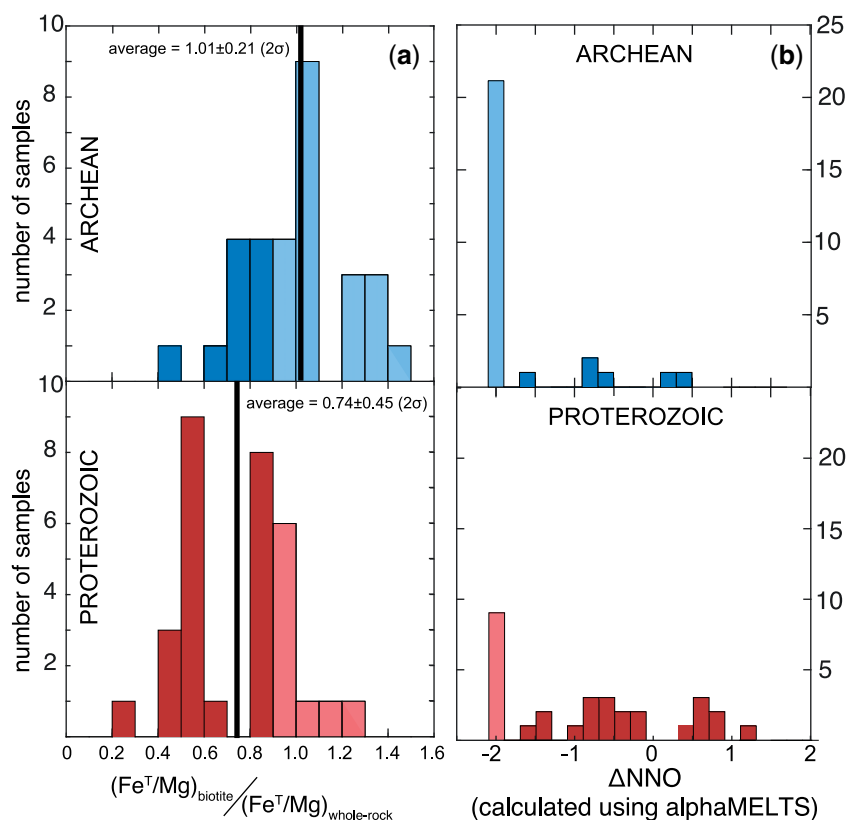 10
average = 1.01±0.21 (2σ)
(a)
8
6
4
2
number of samples
ARCHEAN
(b)
ARCHEAN
25
20
15
10
5
10
average = 0.74±0.45 (2σ)
8
6
4
2
number of samples
PROTEROZOIC
0 0.2 0.4 0.6 0.8 1.0 1.2 1.4 1.6
(Feᵀ/Mg)biotite/(Feᵀ/Mg)whole-rock
PROTEROZOIC
20
15
10
5
-2 -1 0 1 2
ΔNNO
(calculated using alphaMELTS)